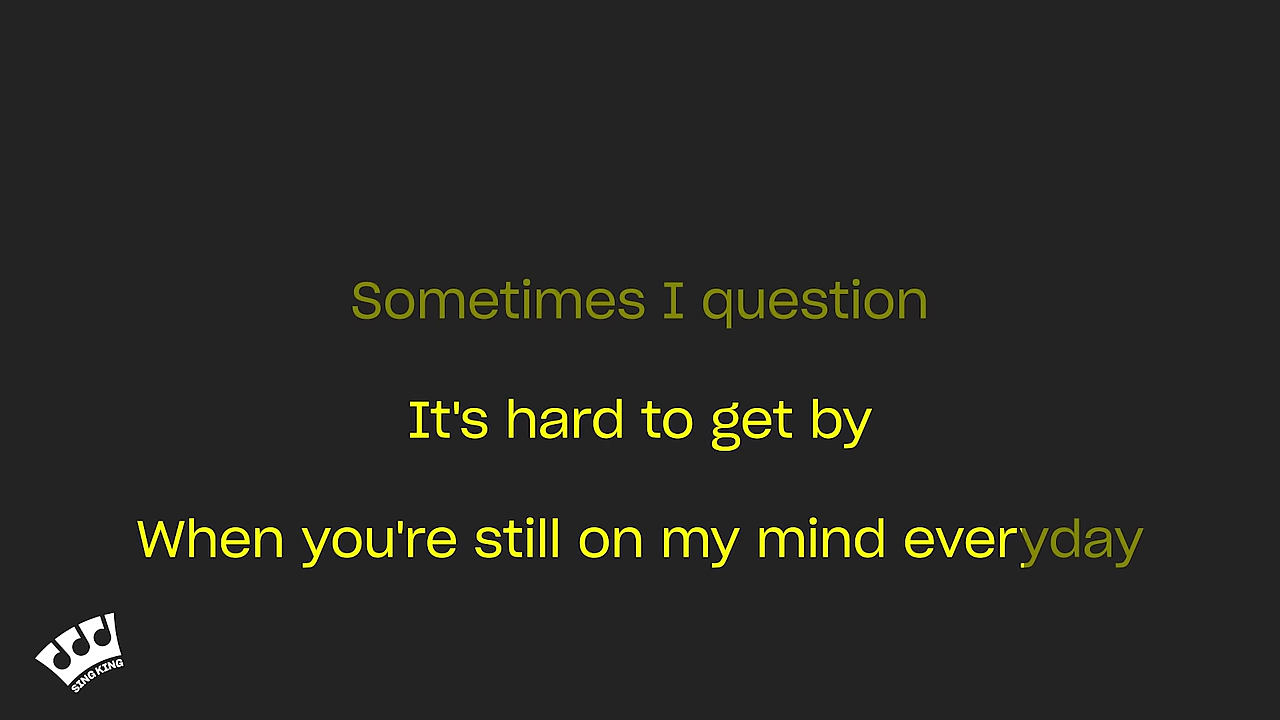 Sometimes I question
It's hard to get by
When you're still on my mind everyday
SING KING